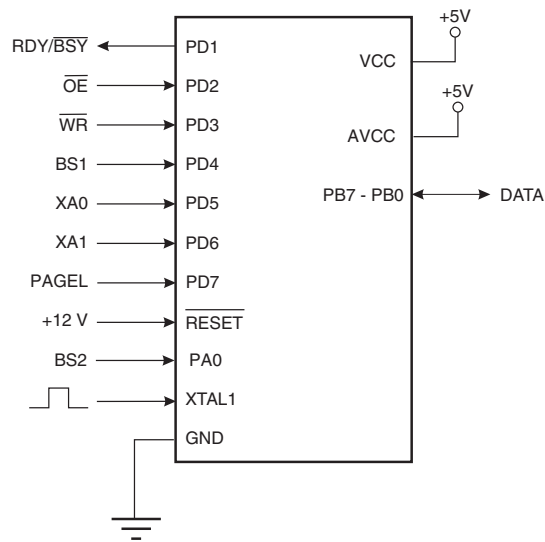 +5V
RDY/BSY PD1
VCC
OE PD2
+5V
WR PD3
AVCC
BS1 PD4
PB7 - PB0 DATA
XA0 PD5
XA1 PD6
PAGEL PD7
+12 V RESET
BS2 PA0
XTAL1
GND